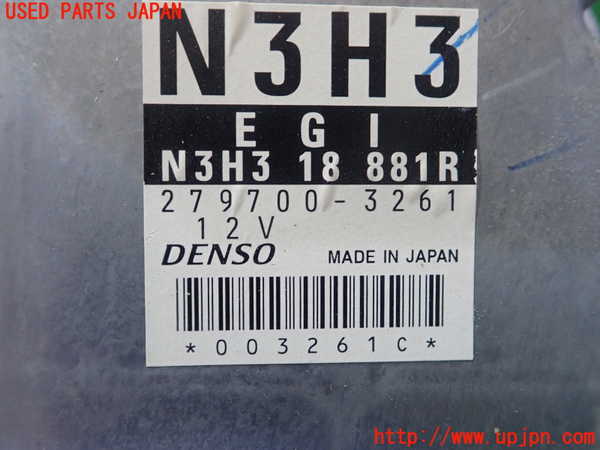 USED PARTS JAPAN
N3H3
EGI
N3H3 18 881R
279700-3261
12V
DENSO MADE IN JAPAN
*003261C*
http://www.upjpn.com/